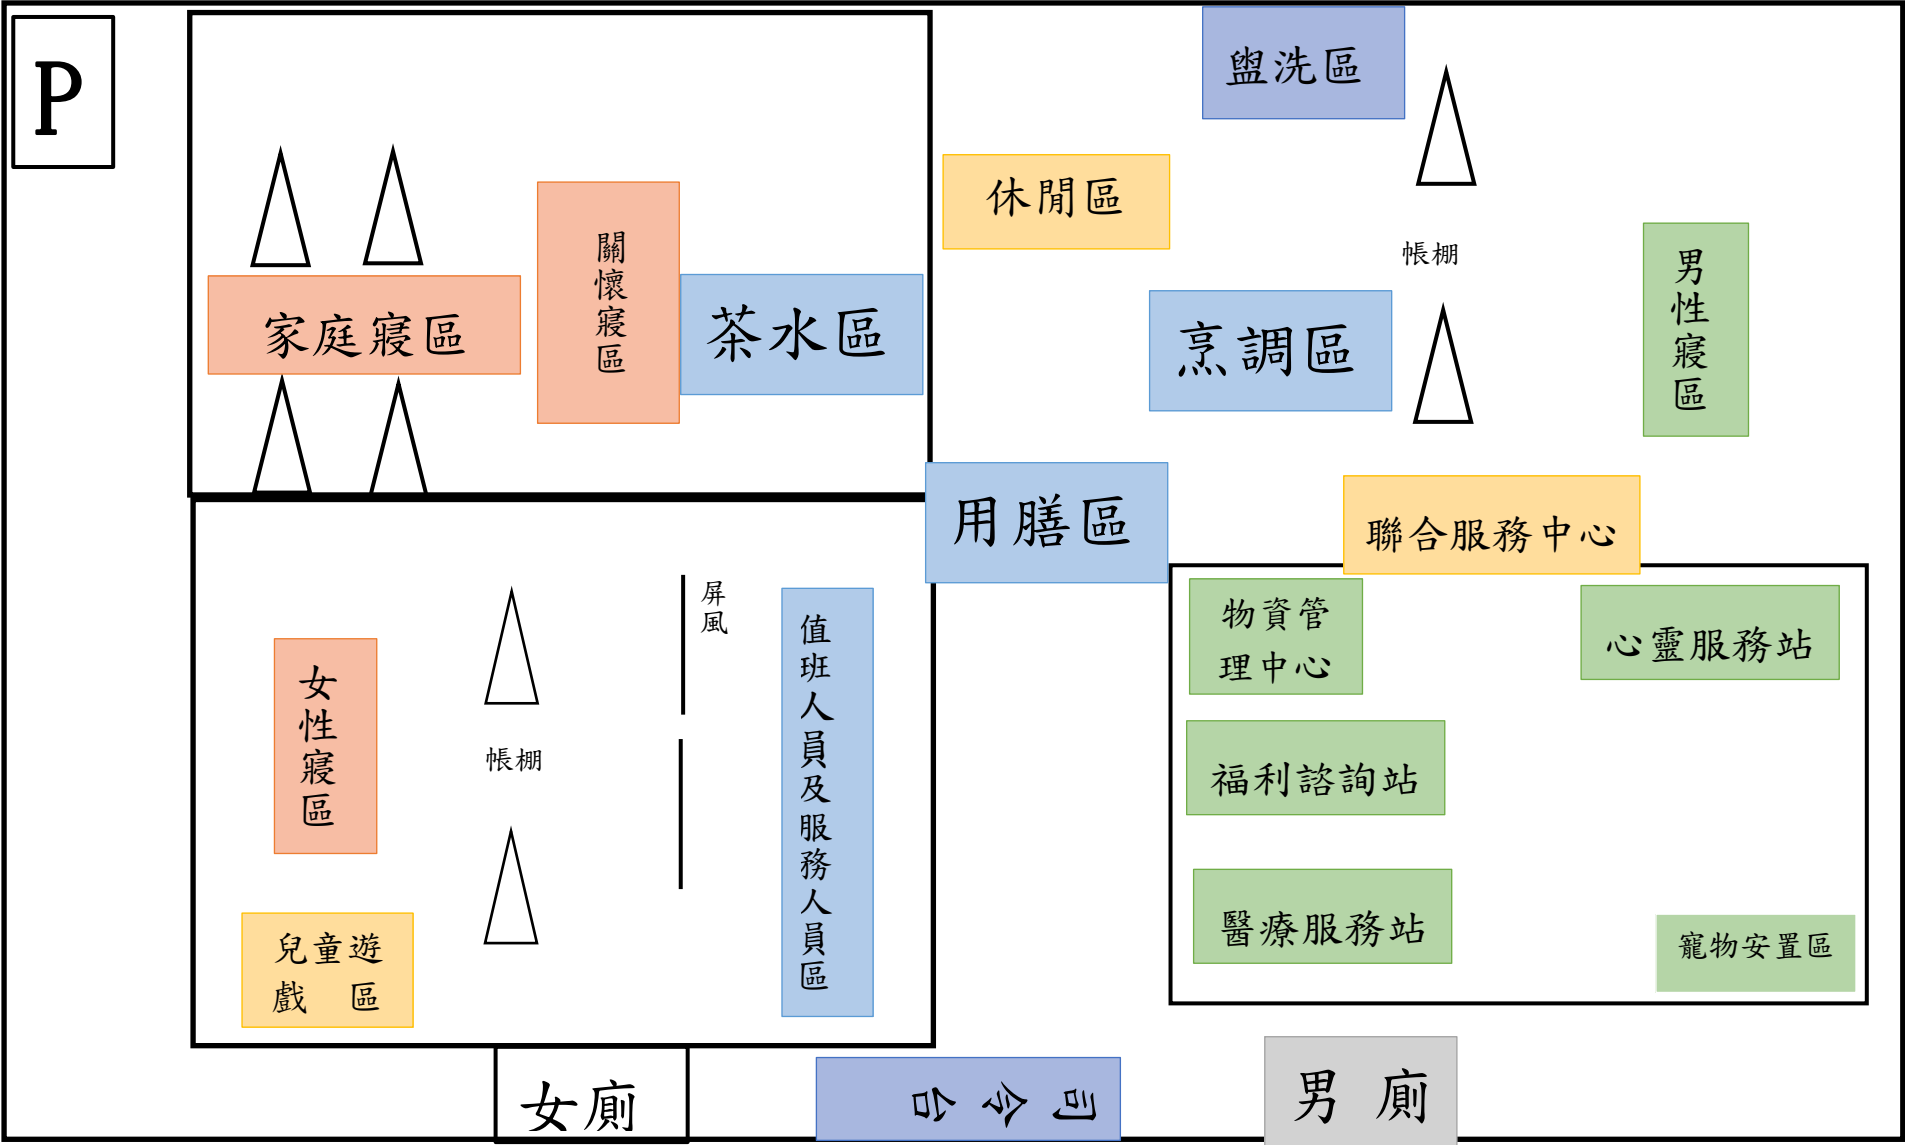 P
盥洗區
休閒區
關懷寢區
帳棚
男性寢區
家庭寢區
茶水區
烹調區
用膳區
聯合服務中心
屏風
值班人員及服務人員區
物資管
理中心
心靈服務站
女性寢區
帳棚
福利諮詢站
兒童遊
戲 區
醫療服務站
寵物安置區
女廁
司令台
男 廁